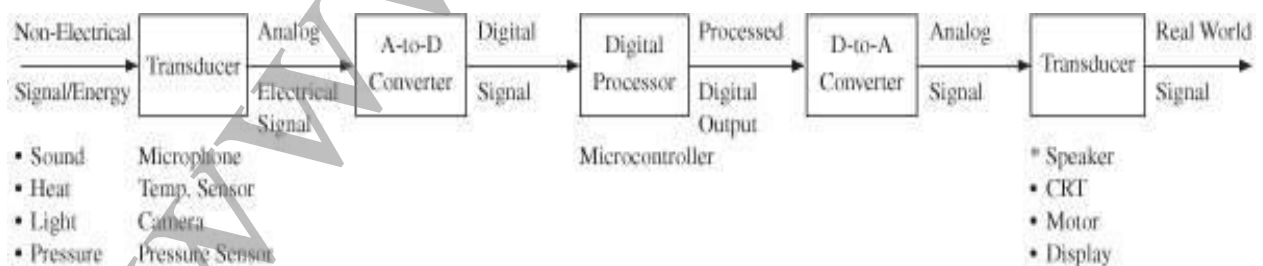 Non-Electrical
Signal/Energy
Transducer
Analog
Electrical
Signal
A-to-D
Converter
Digital
Signal
Digital
Processor
Processed
Digital
Output
D-to-A
Converter
Analog
Signal
Transducer
Real World
Signal
• Sound Microphone
• Heat Temp. Sensor
• Light Camera
• Pressure Pressure Sensor
Microcontroller
* Speaker
• CRT
• Motor
• Display